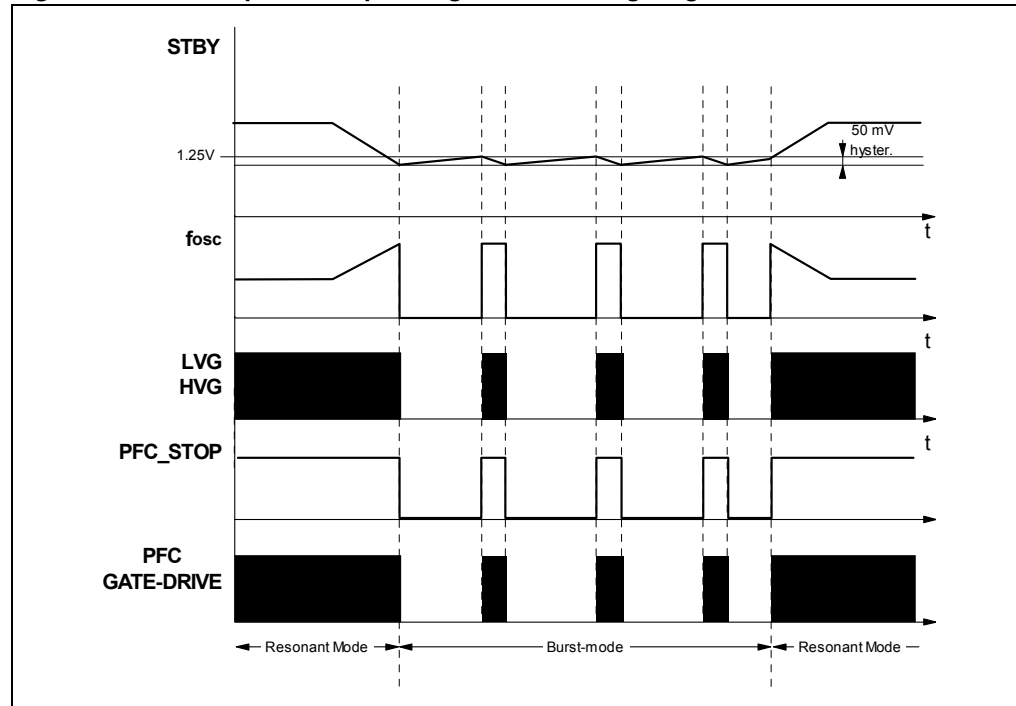 STBY
50 mV
hyster.
1.25V
t
fosc
t
LVG
HVG
t
PFC_STOP
PFC
GATE-DRIVE
Resonant Mode
Burst-mode
Resonant Mode